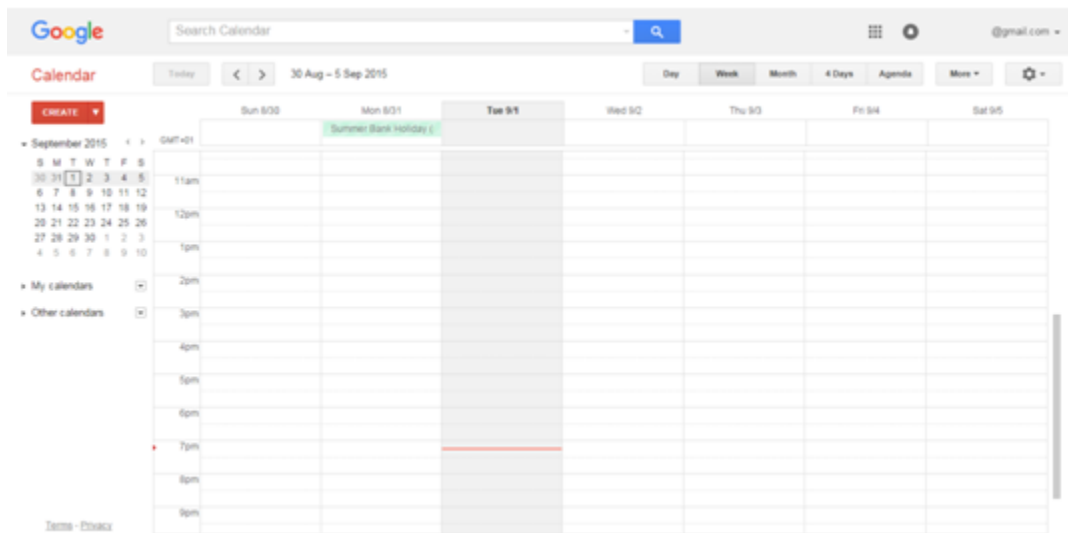 Google
Search Calendar
@gmail.com
Calendar
Today
30 Aug – 5 Sep 2015
Day Week Month 4 Days Agenda More
CREATE
Sun 8/30 Mon 8/31 Tue 9/1 Wed 9/2 Thu 9/3 Fri 9/4 Sat 9/5
GMT+01 Summer Bank Holiday (
September 2015
S M T W T F S
30 31 1 2 3 4 5
6 7 8 9 10 11 12
13 14 15 16 17 18 19
20 21 22 23 24 25 26
27 28 29 30 1 2 3
4 5 6 7 8 9 10
My calendars
Other calendars
11am
12pm
1pm
2pm
3pm
4pm
5pm
6pm
7pm
8pm
9pm
Terms - Privacy